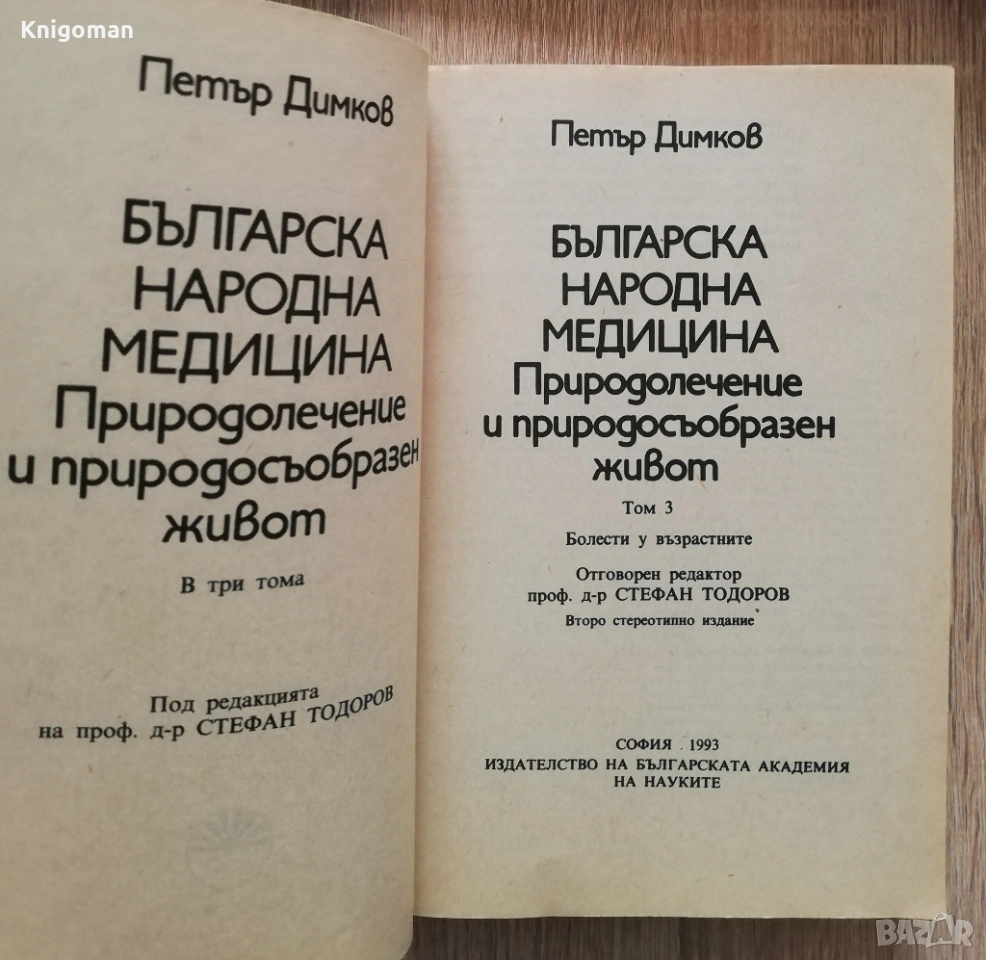 Knigoman
Петър Димков
БЪЛГАРСКА
НАРОДНА
МЕДИЦИНА
Природолечение
и природосъобразен
живот
В три тома
Под редакцията
на проф. д-р СТЕФАН ТОДОРОВ
Петър Димков
БЪЛГАРСКА
НАРОДНА
МЕДИЦИНА
Природолечение
и природосъобразен
живот
Том 3
Болести у възрастните
Отговорен редактор
проф. д-р СТЕФАН ТОДОРОВ
Второ стереотипно издание
СОФИЯ . 1993
ИЗДАТЕЛСТВО НА БЪЛГАРСКАТА АКАДЕМИЯ
НА НАУКИТЕ
BAZAR